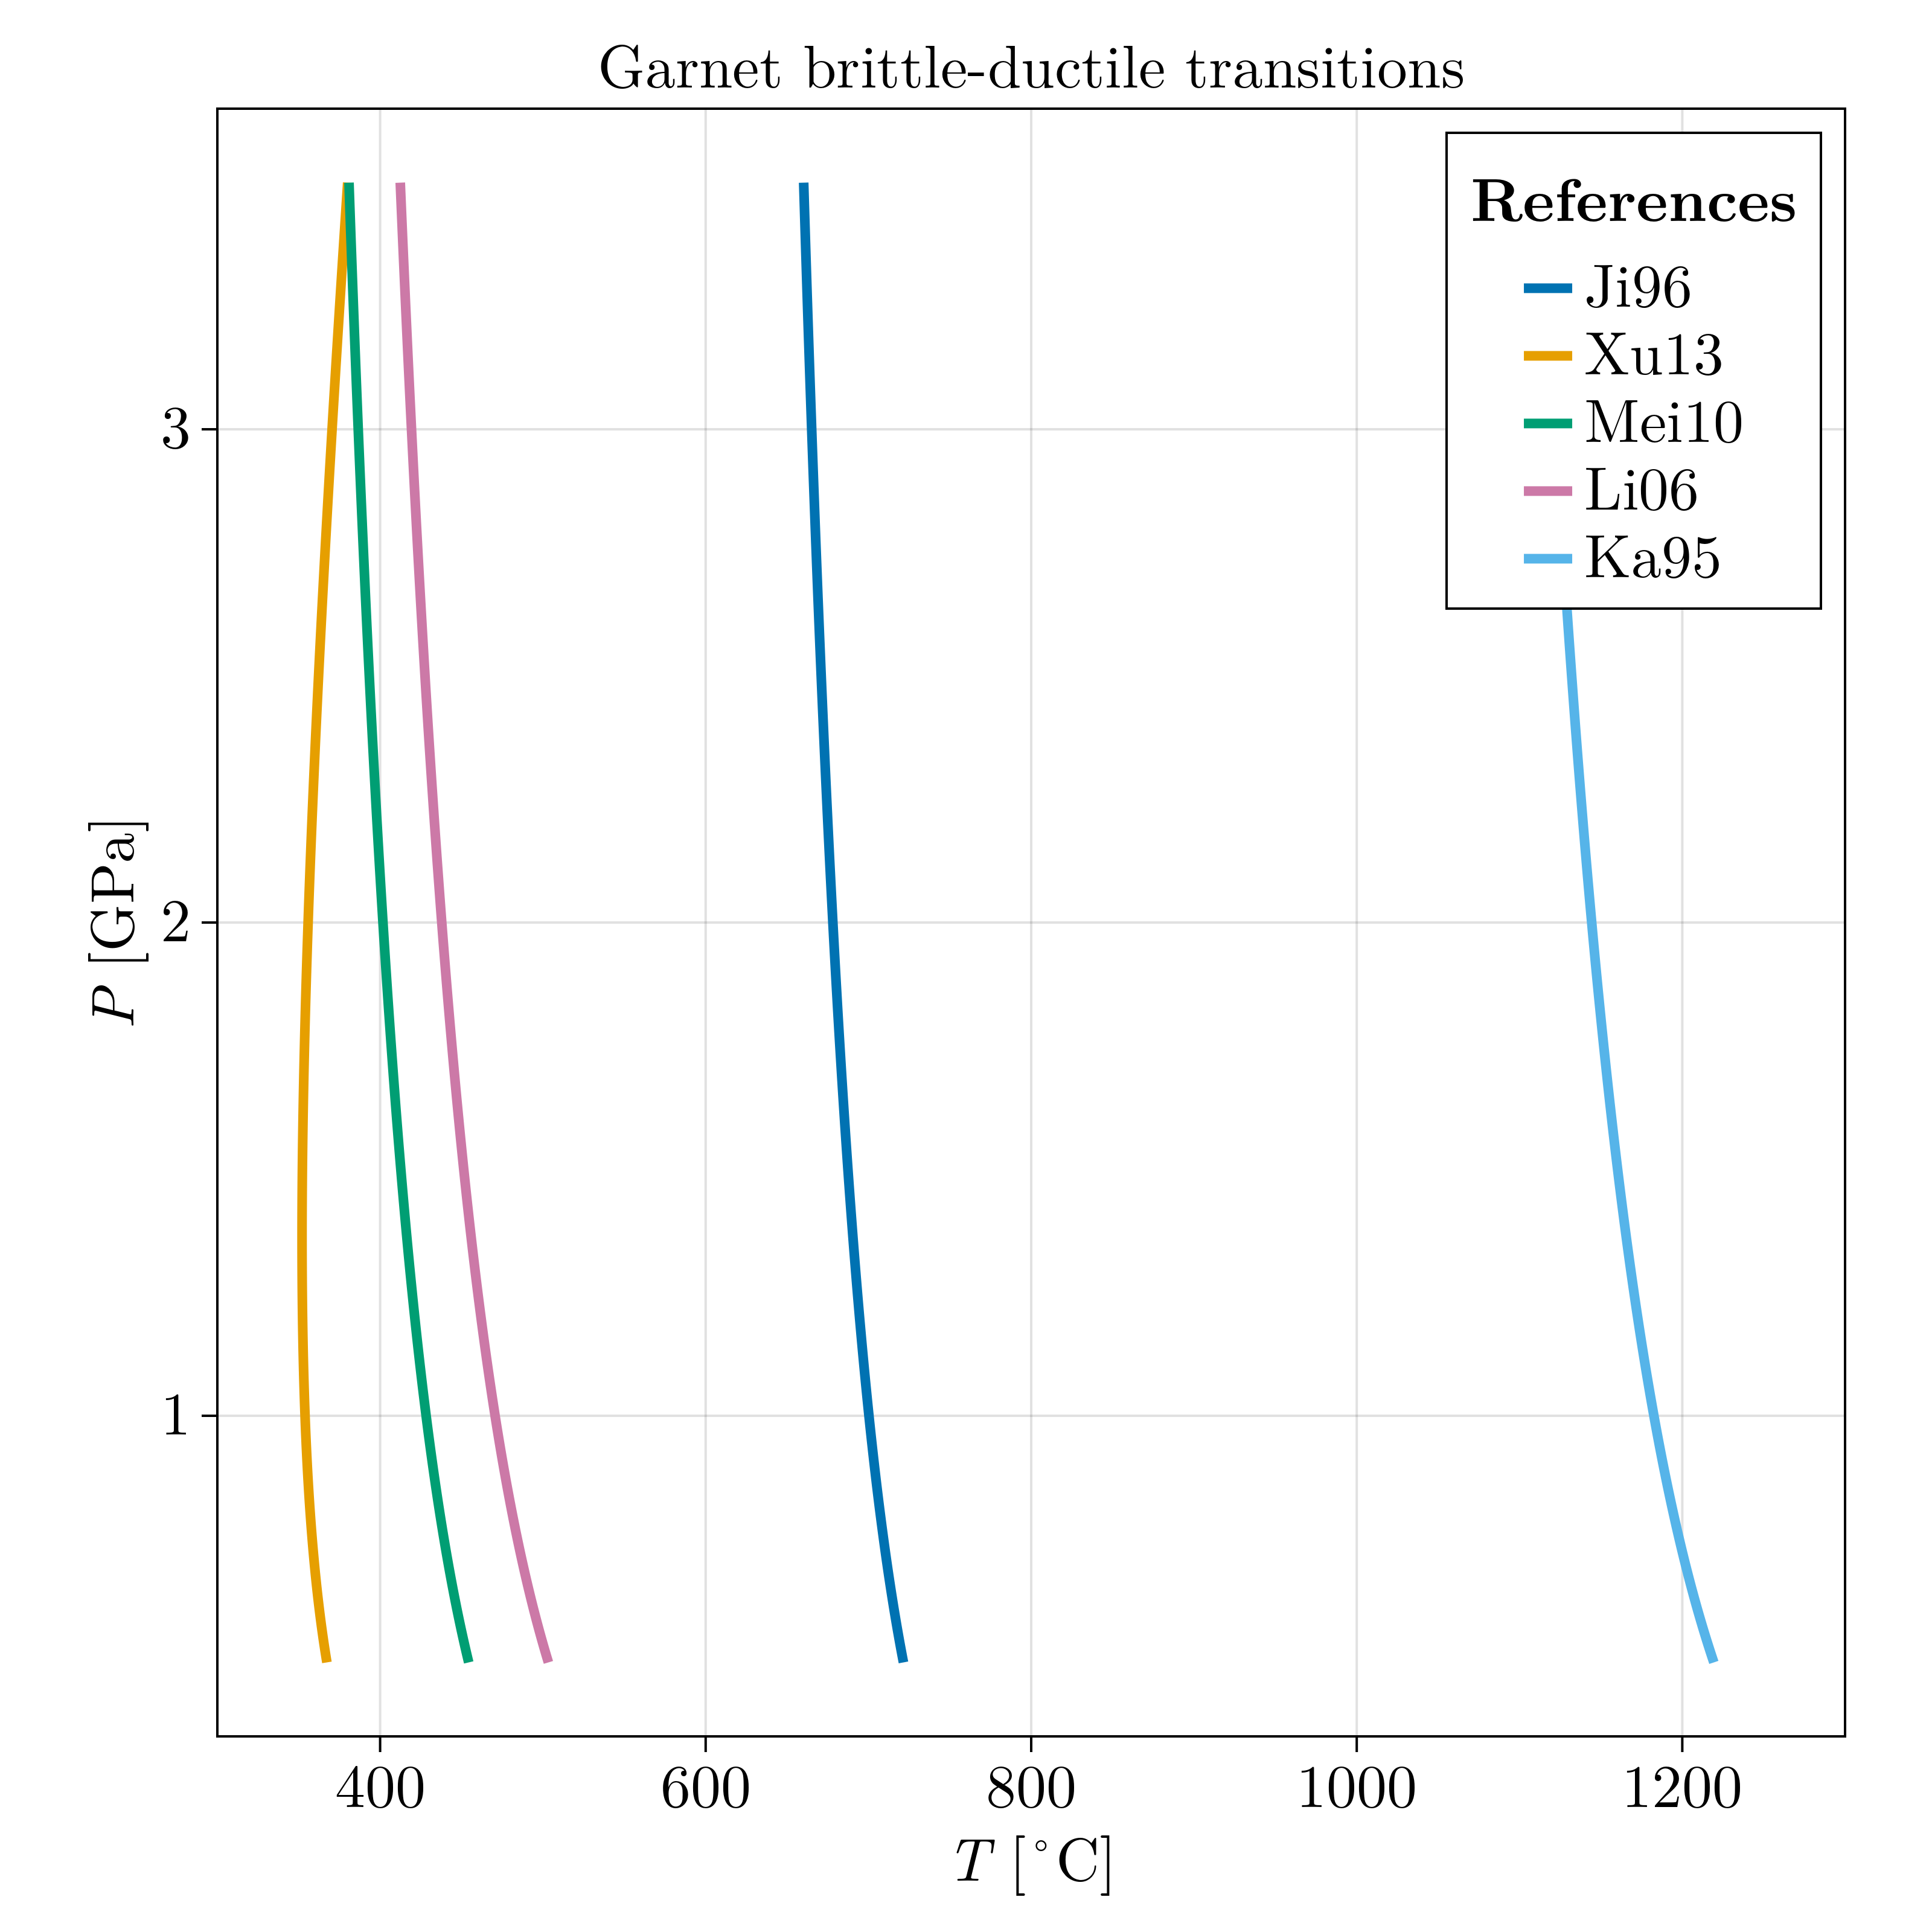 Garnet brittle-ductile transitions
References
Ji96
Xu13
Mei10
Li06
Ka95
P [GPa]
3
2
1
400 600 800 1000 1200
T [°C]